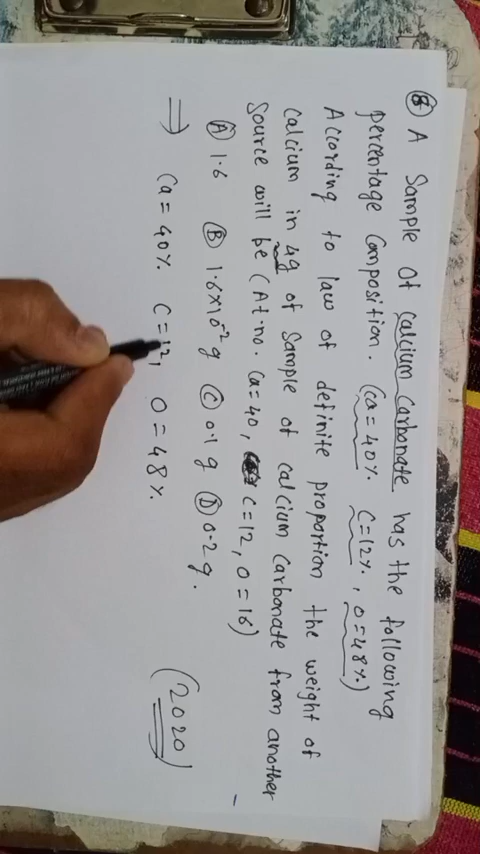 ⑧ A Sample Of Calcium Carbonate has the following
percentage Composition. (Ca=40%. C=12%., O=48%.)
According to law of definite proportion the weight of
Calcium in 4g of Sample of calcium carbonate from another
Source will be (At.no. Ca=40, C=12, O=16)
Ⓐ 1.6 Ⓑ 1.6×10⁻² g Ⓒ 0.1 g Ⓓ 0.2 g.
(2020)
⇒ Ca = 40%. C=12, O=48%.